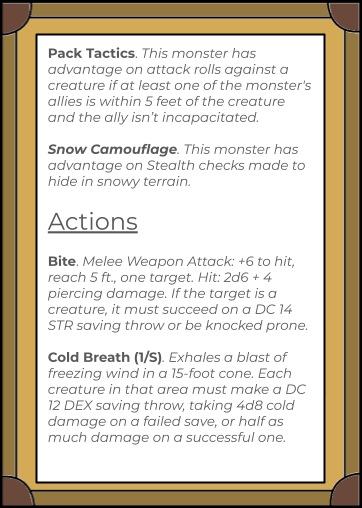 Pack Tactics. This monster has
advantage on attack rolls against a
creature if at least one of the monster's
allies is within 5 feet of the creature
and the ally isn’t incapacitated.
Snow Camouflage. This monster has
advantage on Stealth checks made to
hide in snowy terrain.
Actions
Bite. Melee Weapon Attack: +6 to hit,
reach 5 ft., one target. Hit: 2d6 + 4
piercing damage. If the target is a
creature, it must succeed on a DC 14
STR saving throw or be knocked prone.
Cold Breath (1/S). Exhales a blast of
freezing wind in a 15-foot cone. Each
creature in that area must make a DC
12 DEX saving throw, taking 4d8 cold
damage on a failed save, or half as
much damage on a successful one.